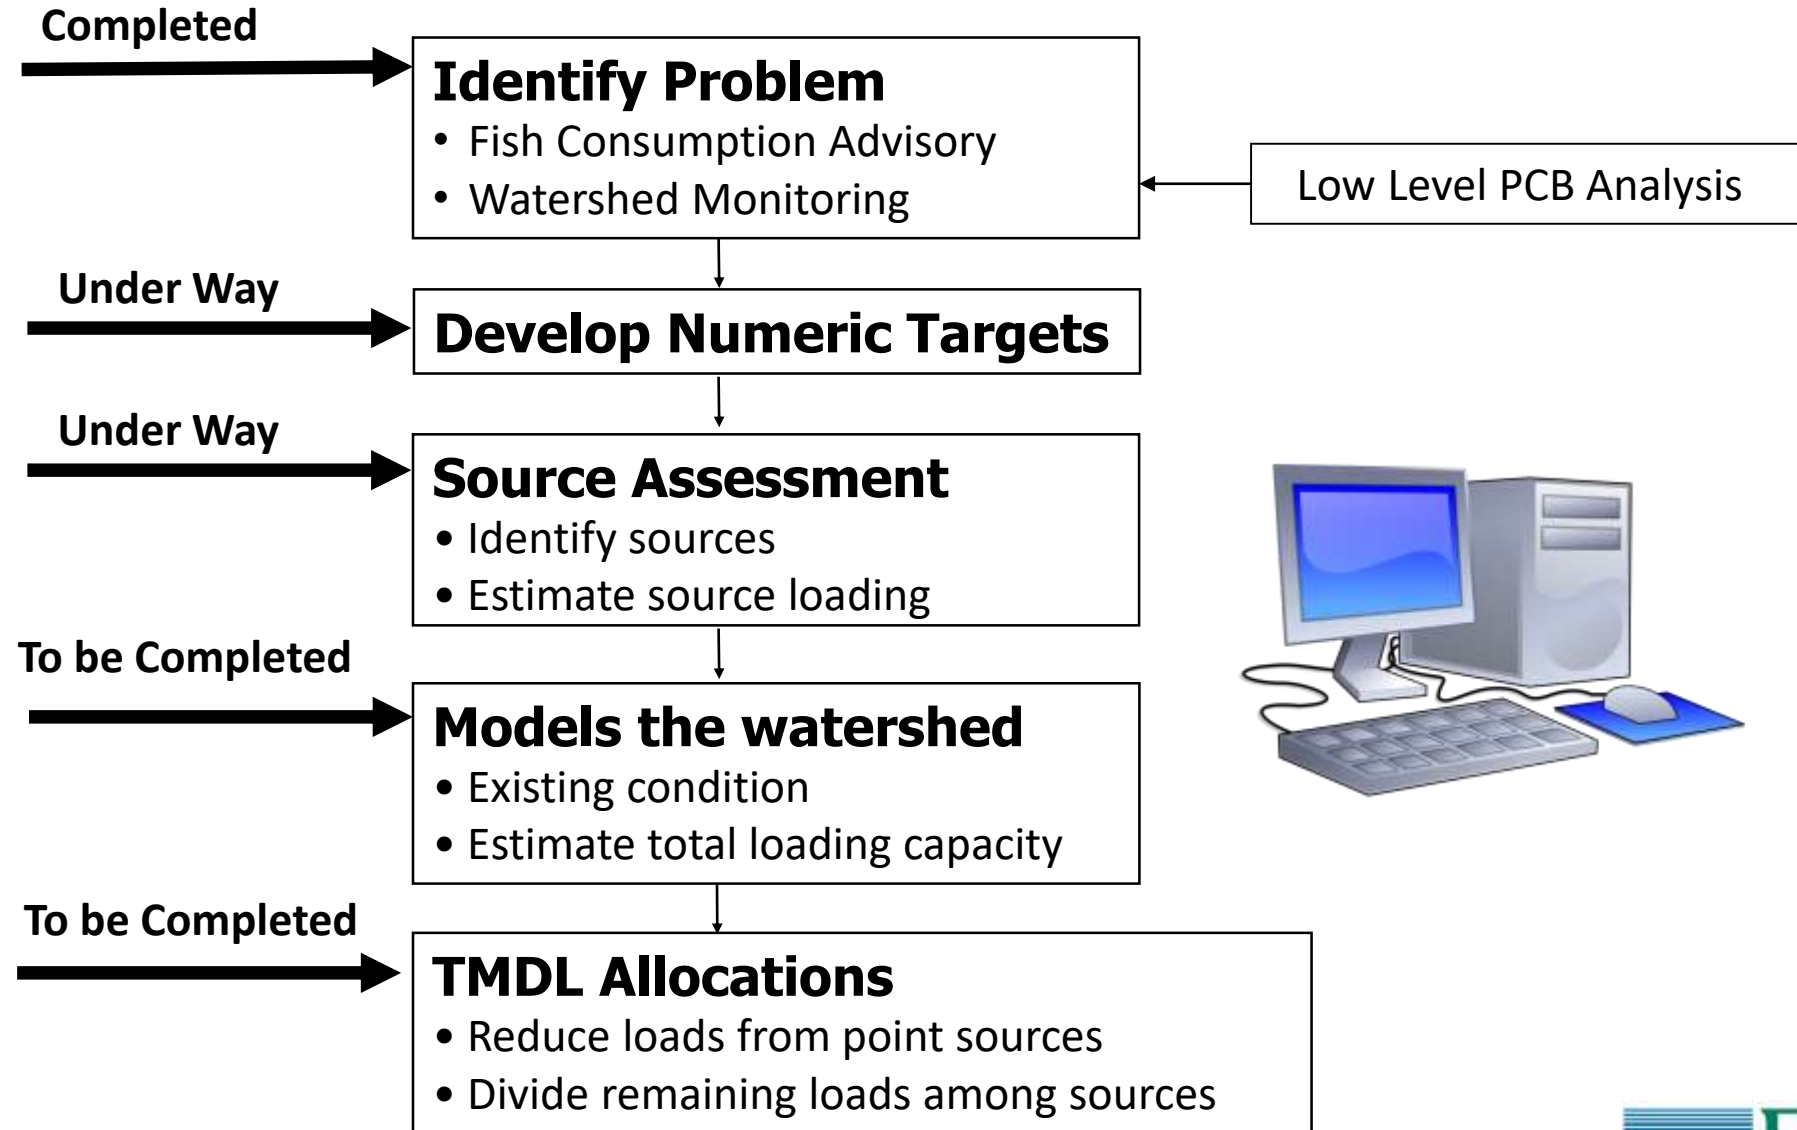 Completed
Identify Problem
• Fish Consumption Advisory
• Watershed Monitoring
Low Level PCB Analysis
Under Way
Develop Numeric Targets
Under Way
Source Assessment
• Identify sources
• Estimate source loading
To be Completed
Models the watershed
• Existing condition
• Estimate total loading capacity
To be Completed
TMDL Allocations
• Reduce loads from point sources
• Divide remaining loads among sources